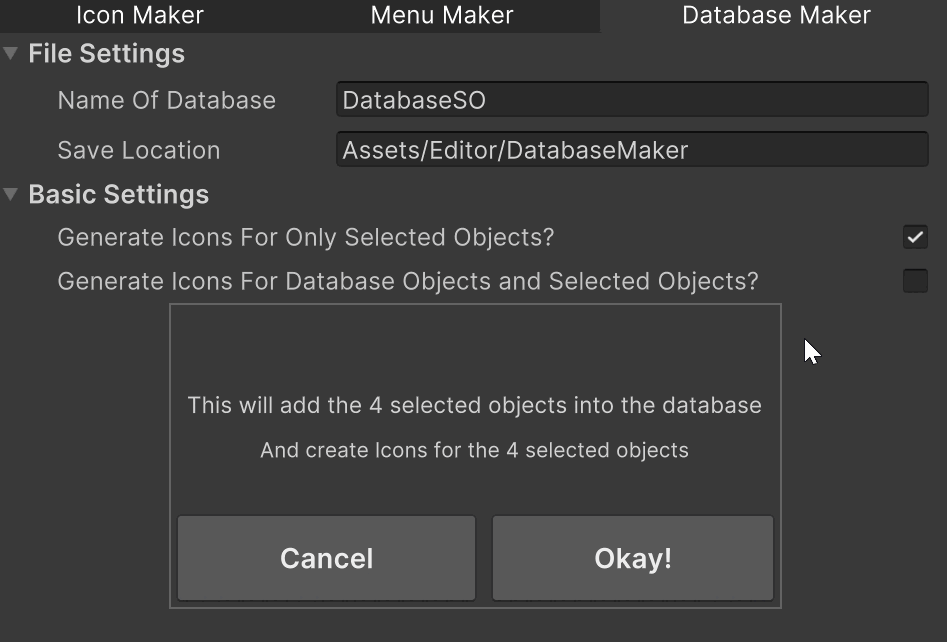 Icon Maker Menu Maker Database Maker
File Settings
Name Of Database DatabaseSO
Save Location Assets/Editor/DatabaseMaker
Basic Settings
Generate Icons For Only Selected Objects?
Generate Icons For Database Objects and Selected Objects?
This will add the 4 selected objects into the database
And create Icons for the 4 selected objects
Cancel Okay!